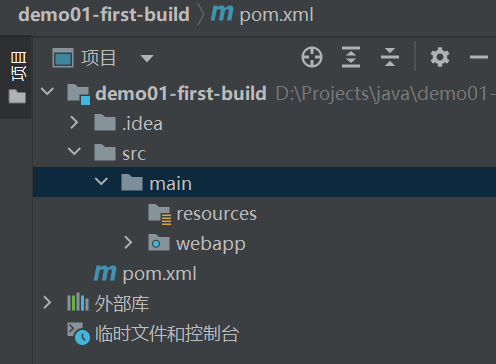 demo01-first-build pom.xml
项目
项目
demo01-first-build D:\Projects\java\demo01-
.idea
src
main
resources
webapp
pom.xml
外部库
临时文件和控制台